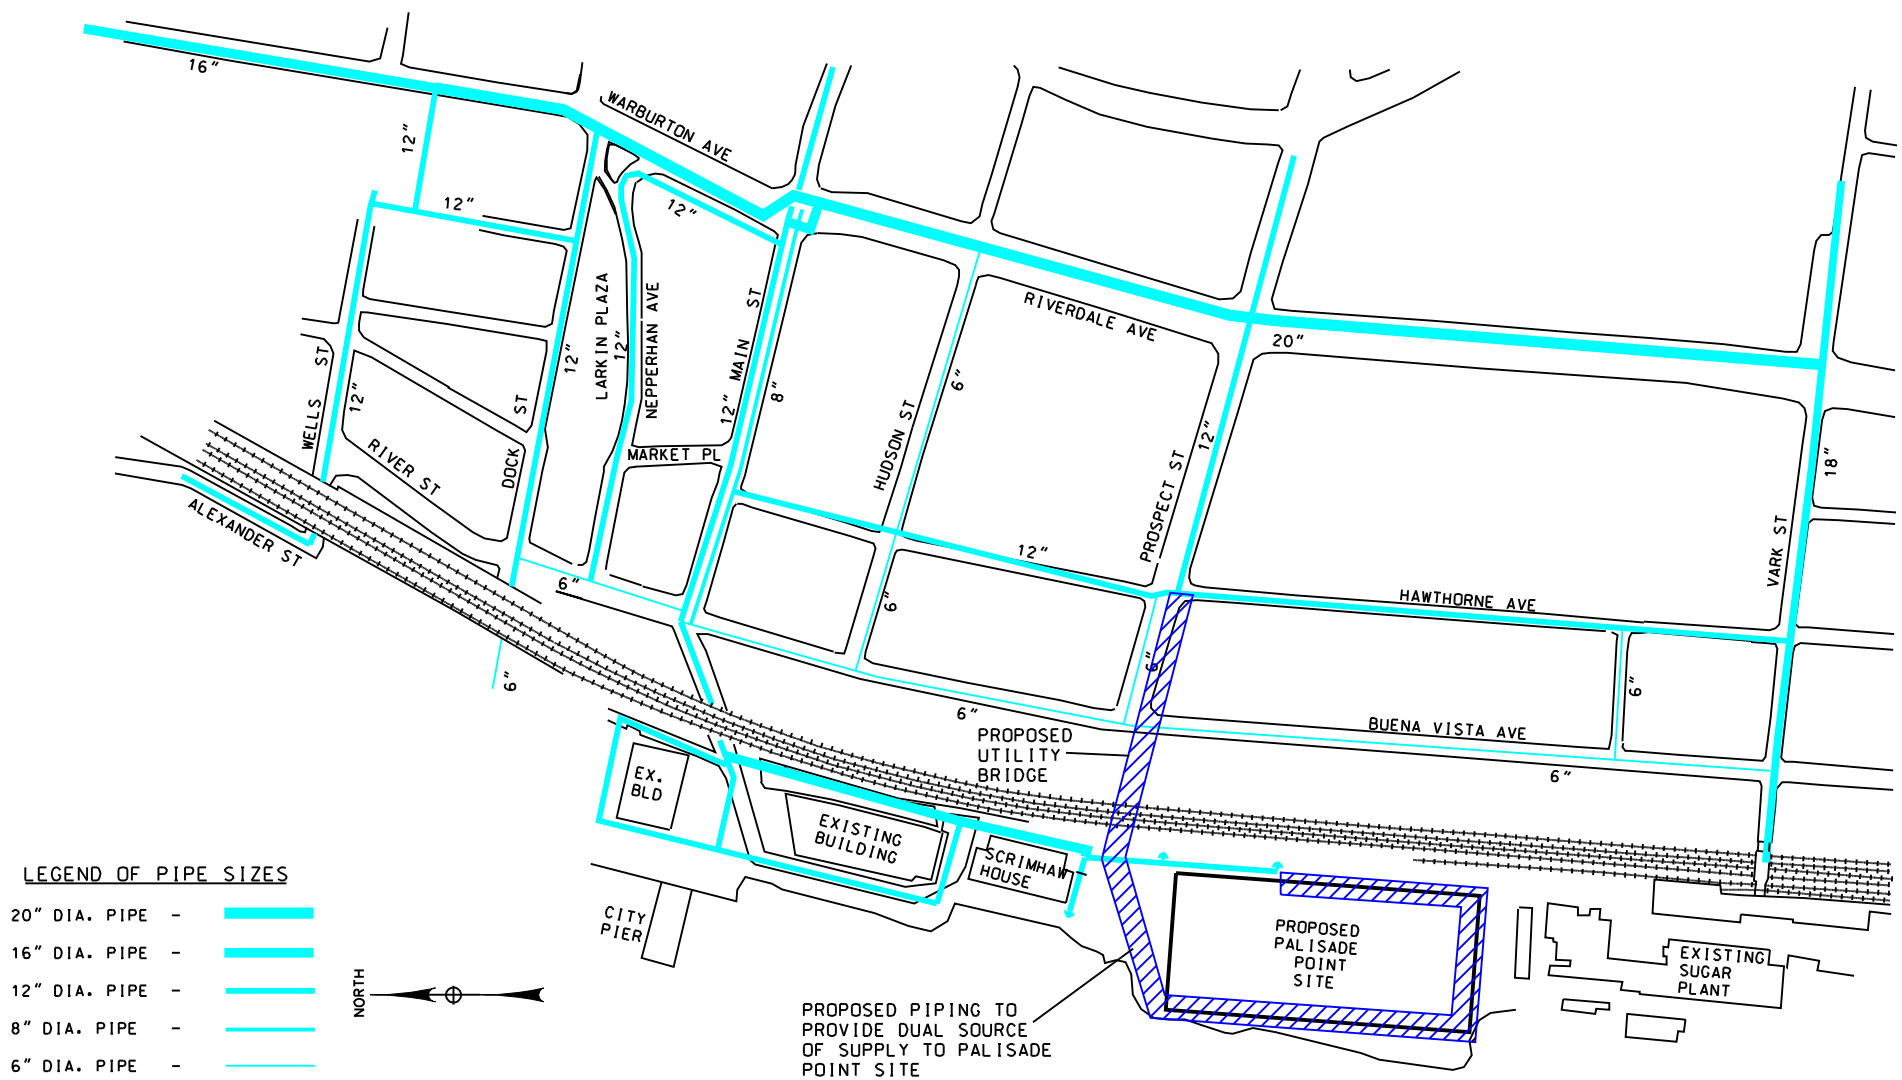 16"
WARBURTON AVE
12"
12"
12"
RIVERDALE AVE
20"
LARKIN PLAZA
NEPPERHAN AVE
12"
12"
MAIN ST
12"
8"
6"
HUDSON ST
WELLS ST
12"
RIVER ST
DOCK ST
MARKET PL
PROSPECT ST
12"
18"
VARK ST
ALEXANDER ST
12"
6"
6"
HAWTHORNE AVE
6"
6"
6"
6"
BUENA VISTA AVE
6"
PROPOSED
UTILITY
BRIDGE
EX.
BLD
EXISTING
BUILDING
SCRIMHAW
HOUSE
CITY
PIER
PROPOSED
PALISADE
POINT
SITE
EXISTING
SUGAR
PLANT
PROPOSED PIPING TO
PROVIDE DUAL SOURCE
OF SUPPLY TO PALISADE
POINT SITE
LEGEND OF PIPE SIZES
20" DIA. PIPE -
16" DIA. PIPE -
12" DIA. PIPE -
8" DIA. PIPE -
6" DIA. PIPE -
NORTH